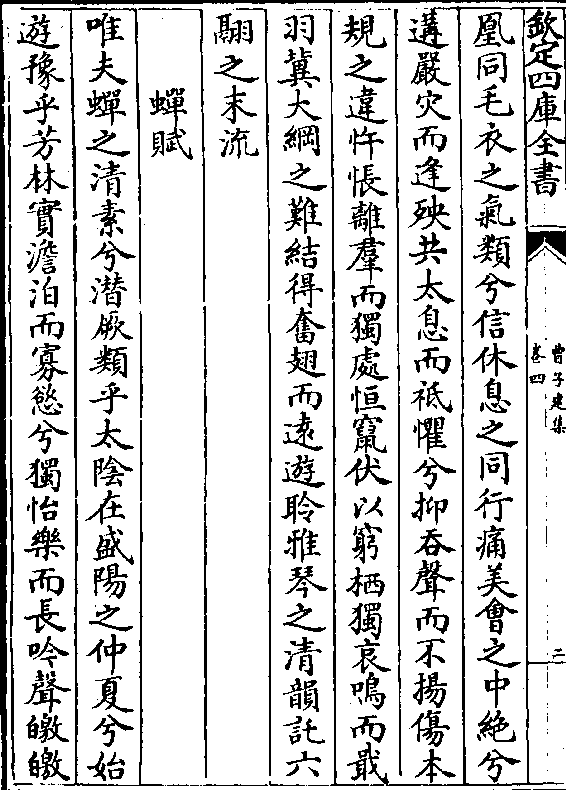 欽定四庫全書
曹子建集
卷四
二
凰同毛衣之氣類兮信休息之同行痛美會之中絶兮
遘嚴灾而逢殃共太息而祗懼兮抑吞聲而不揚傷本
規之違忤悵離羣而獨處恒竄伏以窮栖獨哀鳴而戢
羽冀大綱之難結得奮翅而遠遊聆雅琴之清韻託六
翮之末流
蟬賦
唯夫蟬之清素兮潛厥類乎太陰在盛陽之仲夏兮始
遊豫乎芳林實澹泊而寡慾兮獨怡樂而長吟聲皦皦